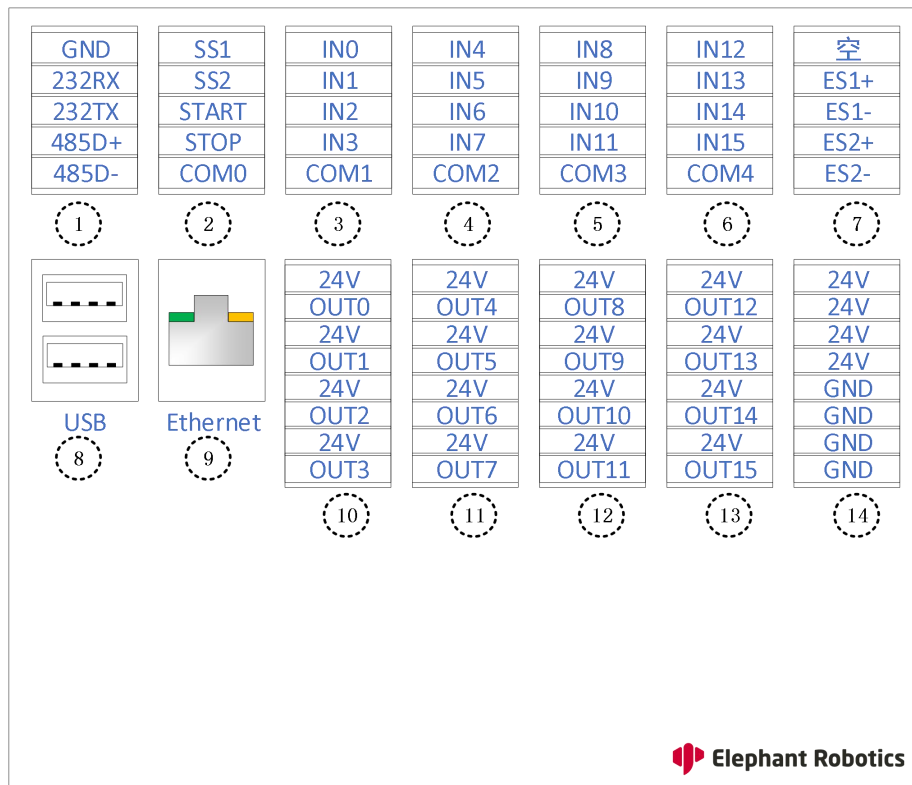 GND SS1 IN0 IN4 IN8 IN12 空
232RX SS2 IN1 IN5 IN9 IN13 ES1+
232TX START IN2 IN6 IN10 IN14 ES1-
485D+ STOP IN3 IN7 IN11 IN15 ES2+
485D- COM0 COM1 COM2 COM3 COM4 ES2-
1 2 3 4 5 6 7
24V 24V 24V 24V 24V
OUT0 OUT4 OUT8 OUT12 24V
24V 24V 24V 24V 24V
OUT1 OUT5 OUT9 OUT13 24V
24V 24V 24V 24V GND
USB Ethernet OUT2 OUT6 OUT10 OUT14 GND
24V 24V 24V 24V GND
8 9 OUT3 OUT7 OUT11 OUT15 GND
10 11 12 13 14
Elephant Robotics